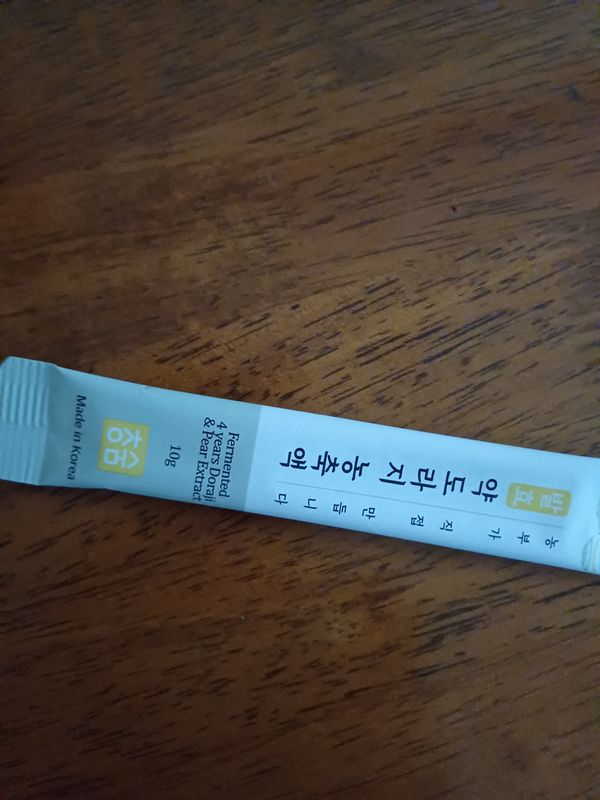 발효
약도라지 농축액
농부가 직접 만듭니다
Fermented
4 years Doraji
& Pear Extract
10g
Made in Korea